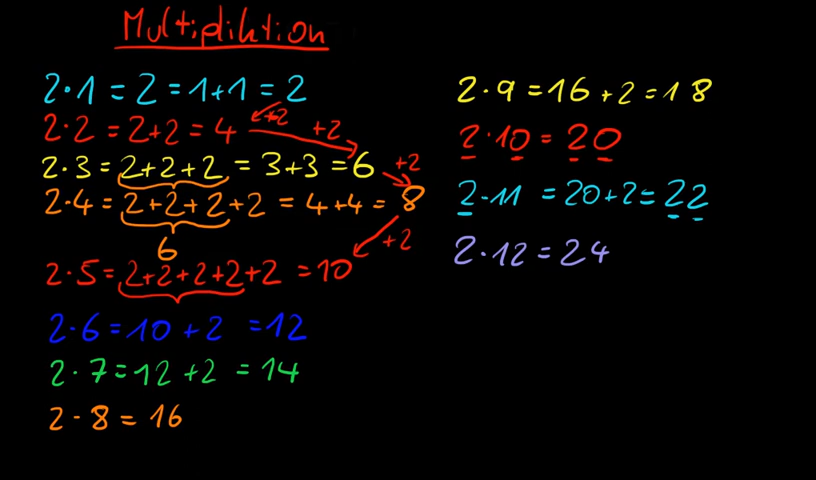 Multiplikation
2·1 = 2 = 1+1 = 2
+2
2·2 = 2+2 = 4 +2
2·3 = 2+2+2 = 3+3 = 6 +2
2·4 = 2+2+2+2 = 4+4 = 8
6 +2
2·5 = 2+2+2+2+2 = 10
2·6 = 10 + 2 = 12
2·7 = 12 + 2 = 14
2·8 = 16
2·9 = 16 + 2 = 18
2·10 = 20
2·11 = 20+2 = 22
2·12 = 24